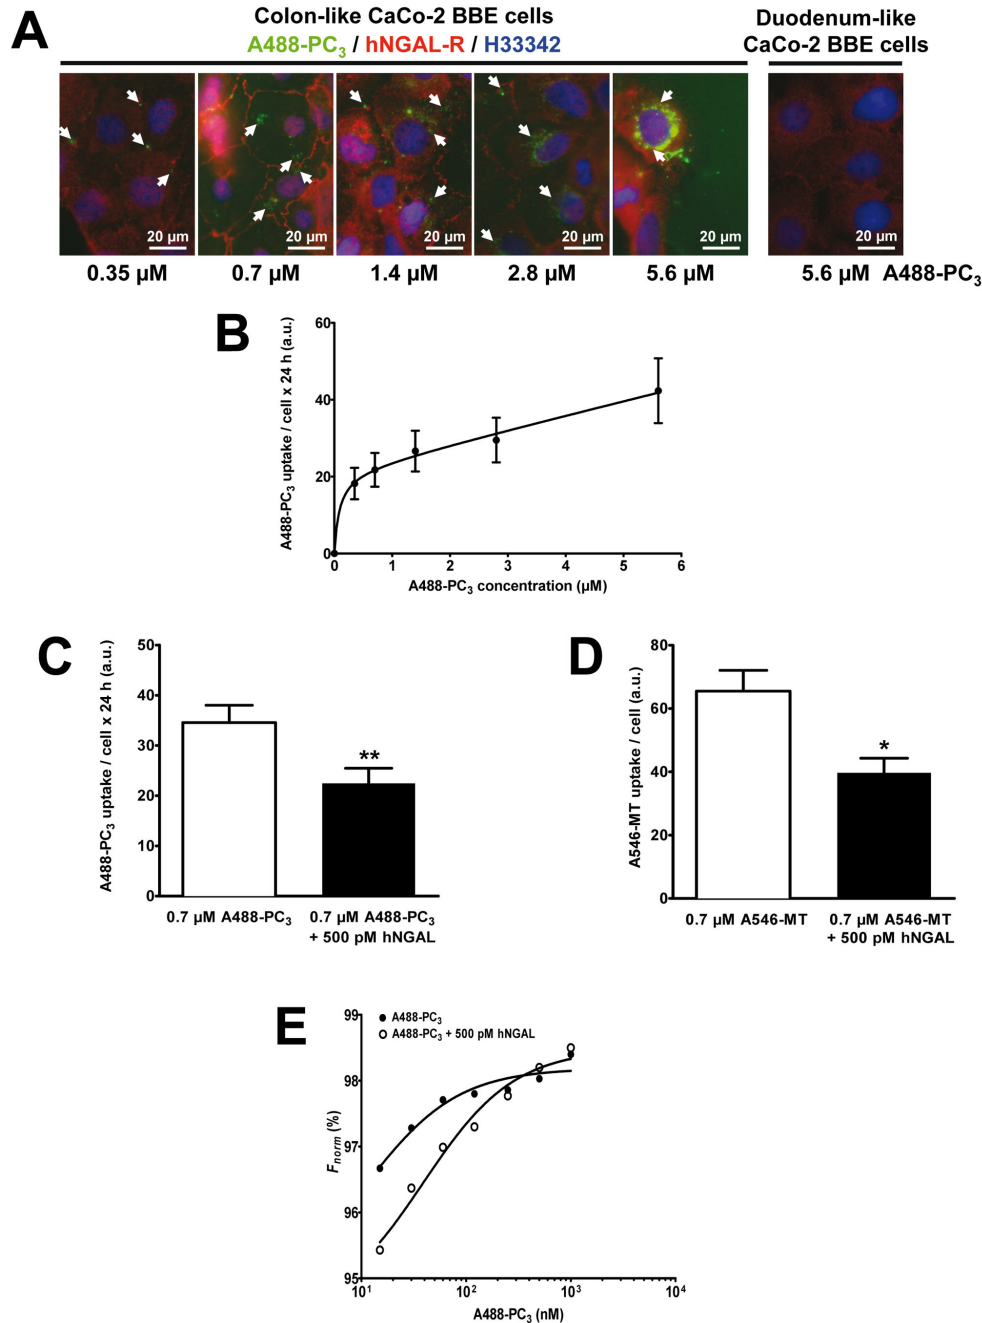 A
Colon-like CaCo-2 BBE cells
A488-PC3 / hNGAL-R / H33342
Duodenum-like
CaCo-2 BBE cells
20 μm
20 μm
20 μm
20 μm
20 μm
20 μm
0.35 μM
0.7 μM
1.4 μM
2.8 μM
5.6 μM
5.6 μM A488-PC3
B
A488-PC3 uptake / cell x 24 h (a.u.)
60
40
20
0
0
1
2
3
4
5
6
A488-PC3 concentration (μM)
C
A488-PC3 uptake / cell x 24 h (a.u.)
50
40
30
20
10
0
**
0.7 μM A488-PC3
0.7 μM A488-PC3
+ 500 pM hNGAL
D
A546-MT uptake / cell (a.u.)
80
60
40
20
0
*
0.7 μM A546-MT
0.7 μM A546-MT
+ 500 pM hNGAL
E
A488-PC3
A488-PC3 + 500 pM hNGAL
Fnorm (%)
99
98
97
96
95
10¹
10²
10³
10⁴
A488-PC3 (nM)